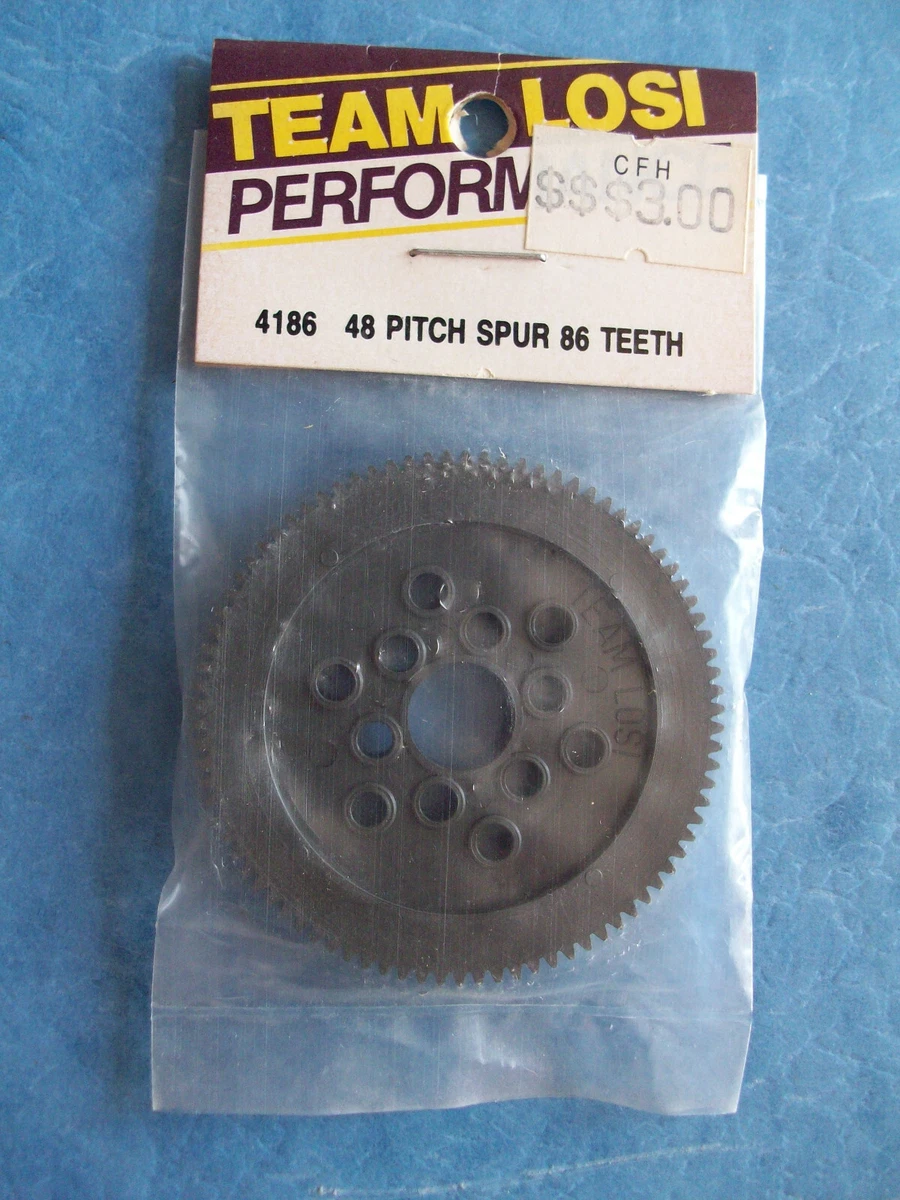 TEAM LOSI
PERFORM
CFH
$$$3.00
4186 48 PITCH SPUR 86 TEETH
TEAM LOSI